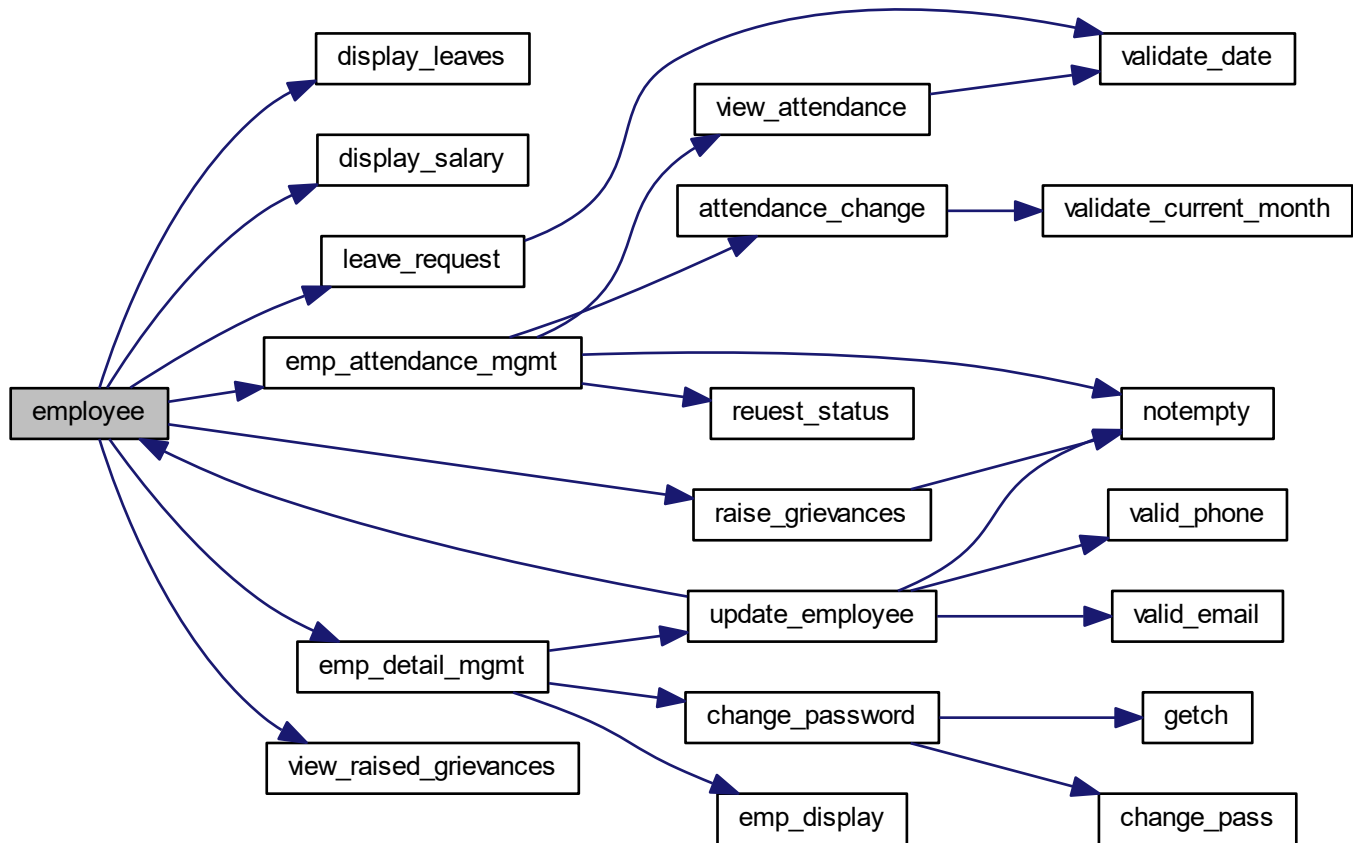 display_leaves
validate_date
view_attendance
display_salary
attendance_change
validate_current_month
leave_request
emp_attendance_mgmt
employee
reuest_status
notempty
raise_grievances
valid_phone
update_employee
valid_email
emp_detail_mgmt
change_password
getch
view_raised_grievances
emp_display
change_pass